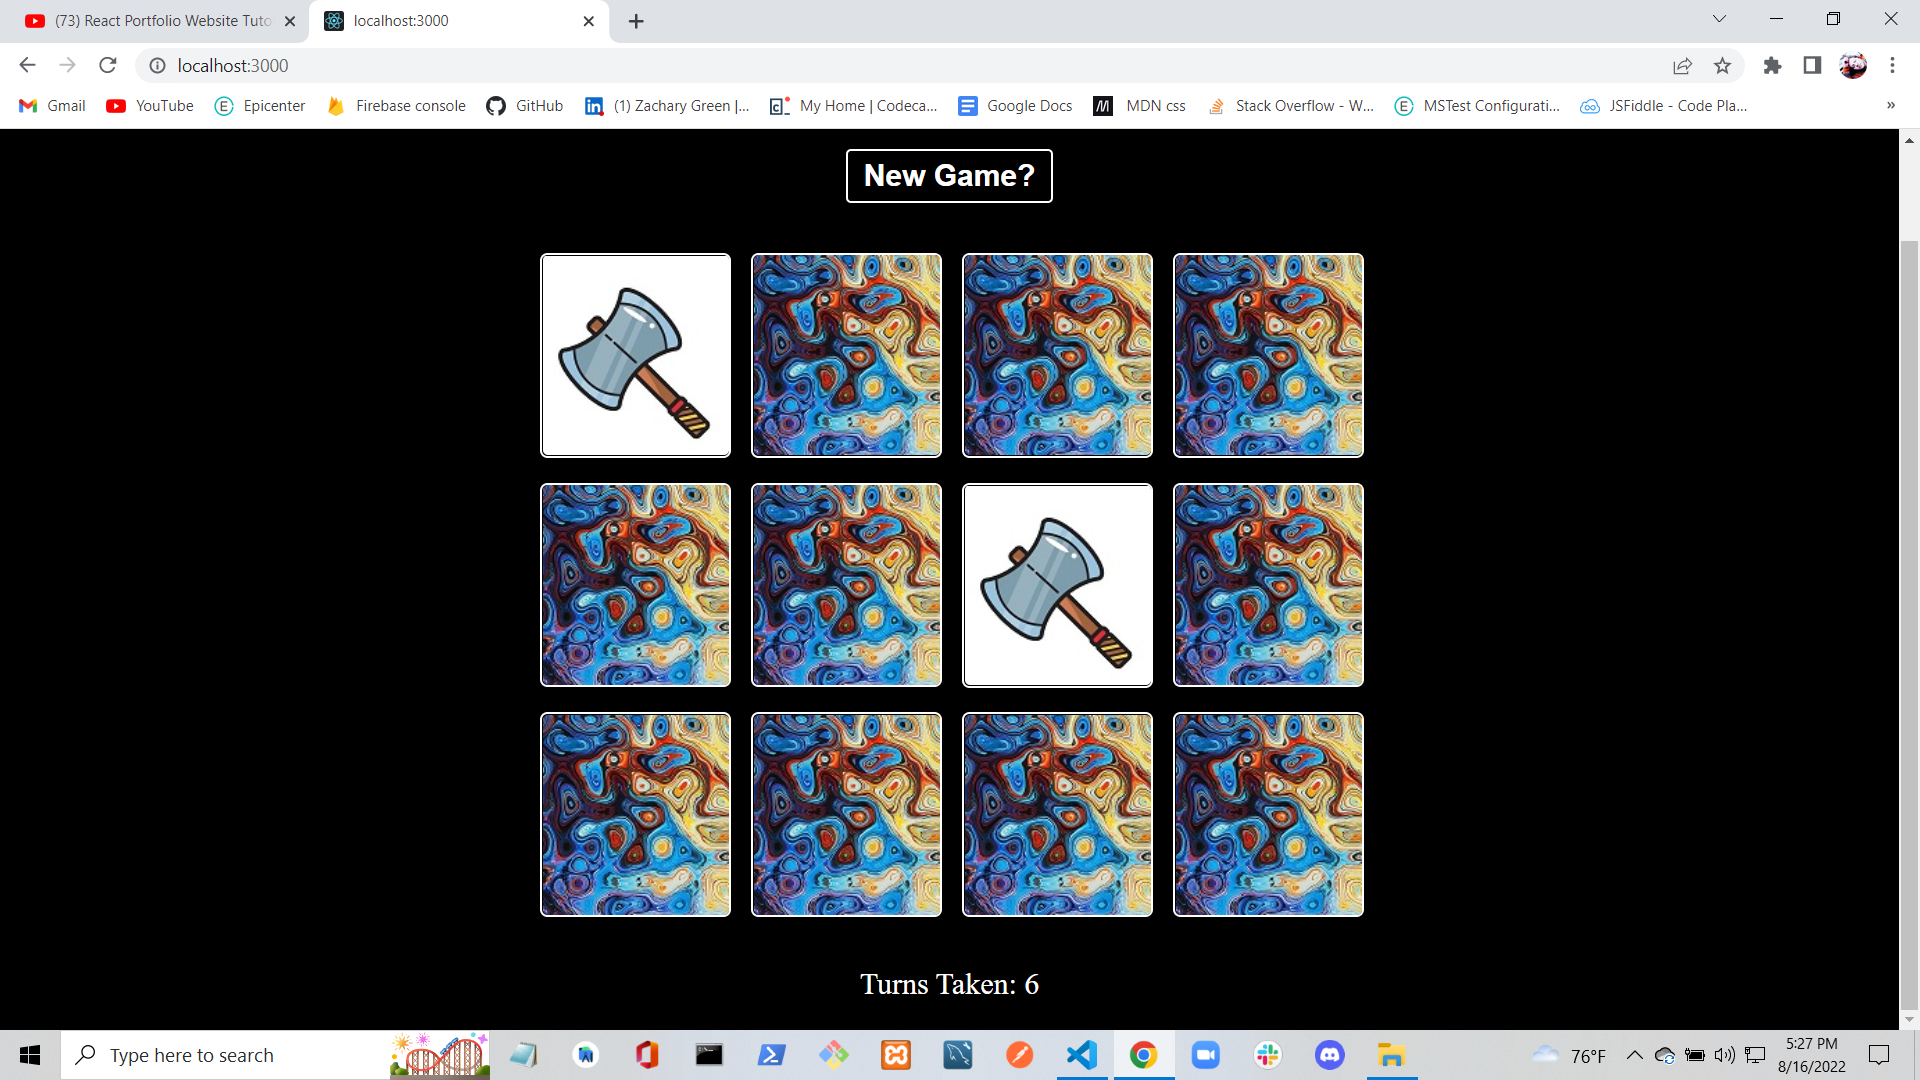 (73) React Portfolio Website Tuto
localhost:3000
localhost:3000
Gmail
YouTube
Epicenter
Firebase console
GitHub
(1) Zachary Green |...
My Home | Codeca...
Google Docs
MDN css
Stack Overflow - W...
MSTest Configurati...
JSFiddle - Code Pla...
»
New Game?
Turns Taken: 6
Type here to search
76°F
5:27 PM
8/16/2022